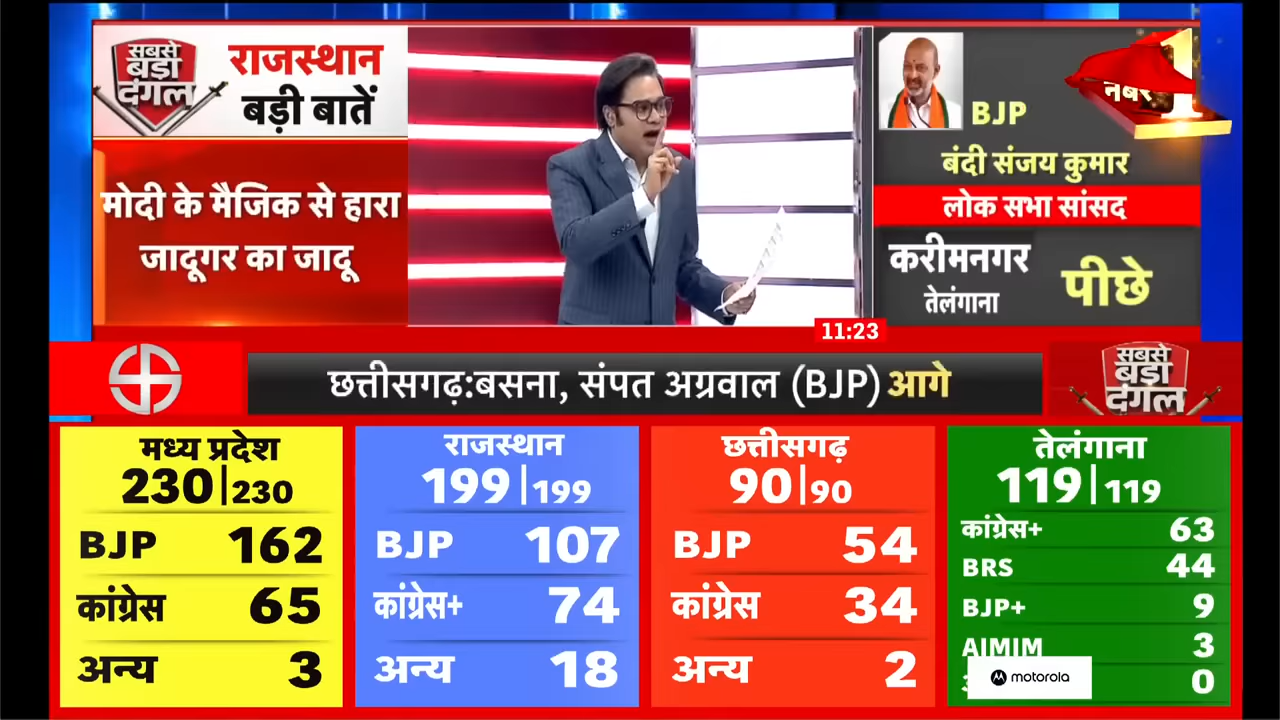 सबसे
बड़ा
दंगल
राजस्थान
बड़ी बातें
मोदी के मैजिक से हारा
जादूगर का जादू
BJP
नंबर 1
बंदी संजय कुमार
लोक सभा सांसद
करीमनगर
तेलंगाना
पीछे
11:23
छत्तीसगढ़:बसना, संपत अग्रवाल (BJP) आगे
सबसे
बड़ा
दंगल
मध्य प्रदेश
230|230
BJP 162
कांग्रेस 65
अन्य 3
राजस्थान
199|199
BJP 107
कांग्रेस+ 74
अन्य 18
छत्तीसगढ़
90|90
BJP 54
कांग्रेस 34
अन्य 2
तेलंगाना
119|119
कांग्रेस+ 63
BRS 44
BJP+ 9
AIMIM 3
0
motorola